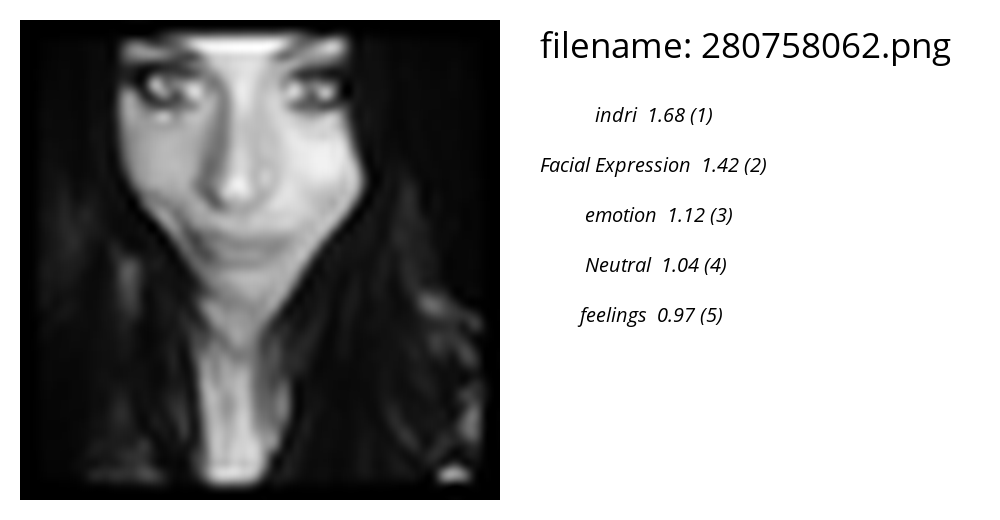 filename: 280758062.png
indri 1.68 (1)
Facial Expression 1.42 (2)
emotion 1.12 (3)
Neutral 1.04 (4)
feelings 0.97 (5)